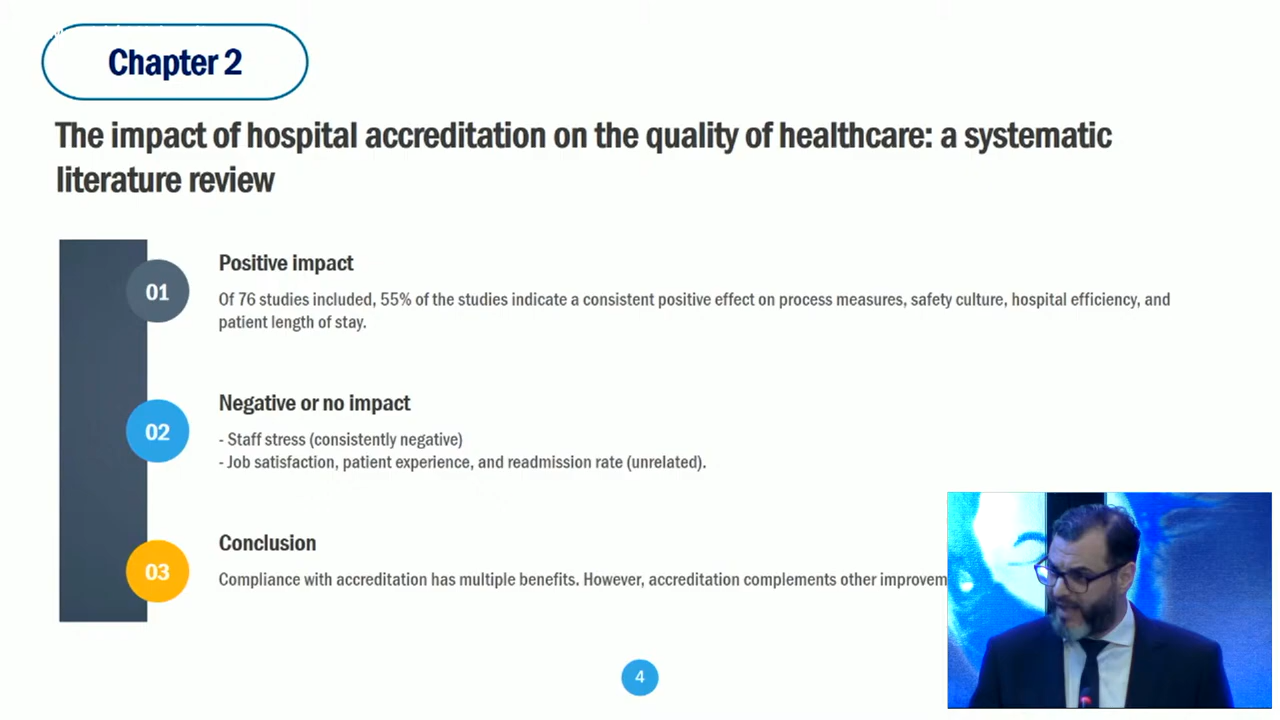 Chapter 2
The impact of hospital accreditation on the quality of healthcare: a systematic
literature review
01
Positive impact
Of 76 studies included, 55% of the studies indicate a consistent positive effect on process measures, safety culture, hospital efficiency, and
patient length of stay.
02
Negative or no impact
- Staff stress (consistently negative)
- Job satisfaction, patient experience, and readmission rate (unrelated).
03
Conclusion
Compliance with accreditation has multiple benefits. However, accreditation complements other
4